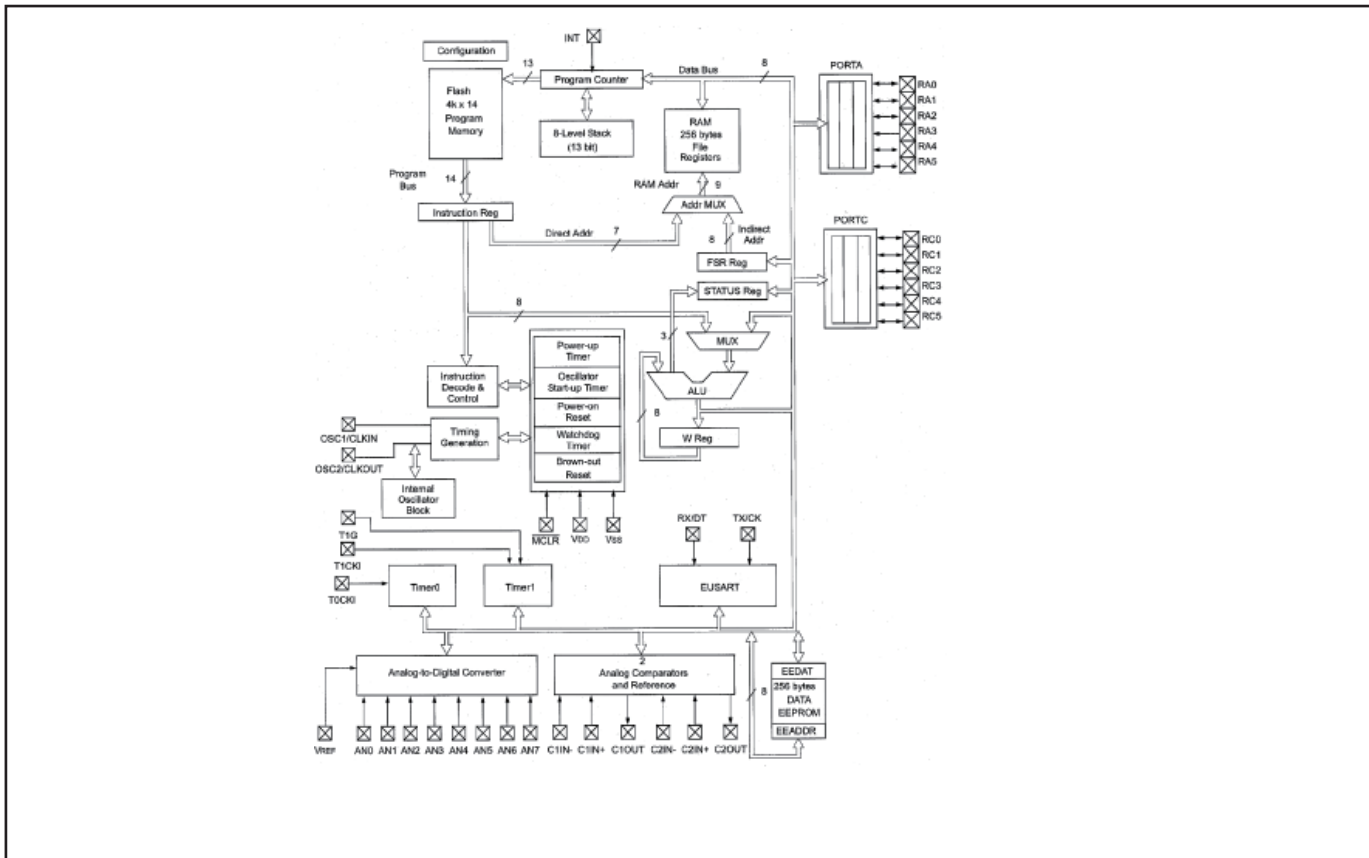 Configuration
INT
13
Program Counter
Data Bus
8
PORTA
Flash
4k x 14
Program
Memory
8-Level Stack
(13 bit)
RAM
256 bytes
File
Registers
RA0
RA1
RA2
RA3
RA4
RA5
Program
Bus
14
RAM Addr
9
Addr MUX
Instruction Reg
Direct Addr
7
8
Indirect
Addr
FSR Reg
STATUS Reg
PORTC
RC0
RC1
RC2
RC3
RC4
RC5
8
3
MUX
Power-up
Timer
Oscillator
Start-up Timer
Power-on
Reset
Watchdog
Timer
Brown-out
Reset
Instruction
Decode &
Control
ALU
8
W Reg
OSC1/CLKIN
OSC2/CLKOUT
Timing
Generation
Internal
Oscillator
Block
MCLR
VDD
VSS
RX/DT
TX/CK
T1G
T1CKI
T0CKI
Timer0
Timer1
EUSART
Analog-to-Digital Converter
2
Analog Comparators
and Reference
8
EEDAT
256 bytes
DATA
EEPROM
EEADDR
VREF
AN0
AN1
AN2
AN3
AN4
AN5
AN6
AN7
C1IN-
C1IN+
C1OUT
C2IN-
C2IN+
C2OUT